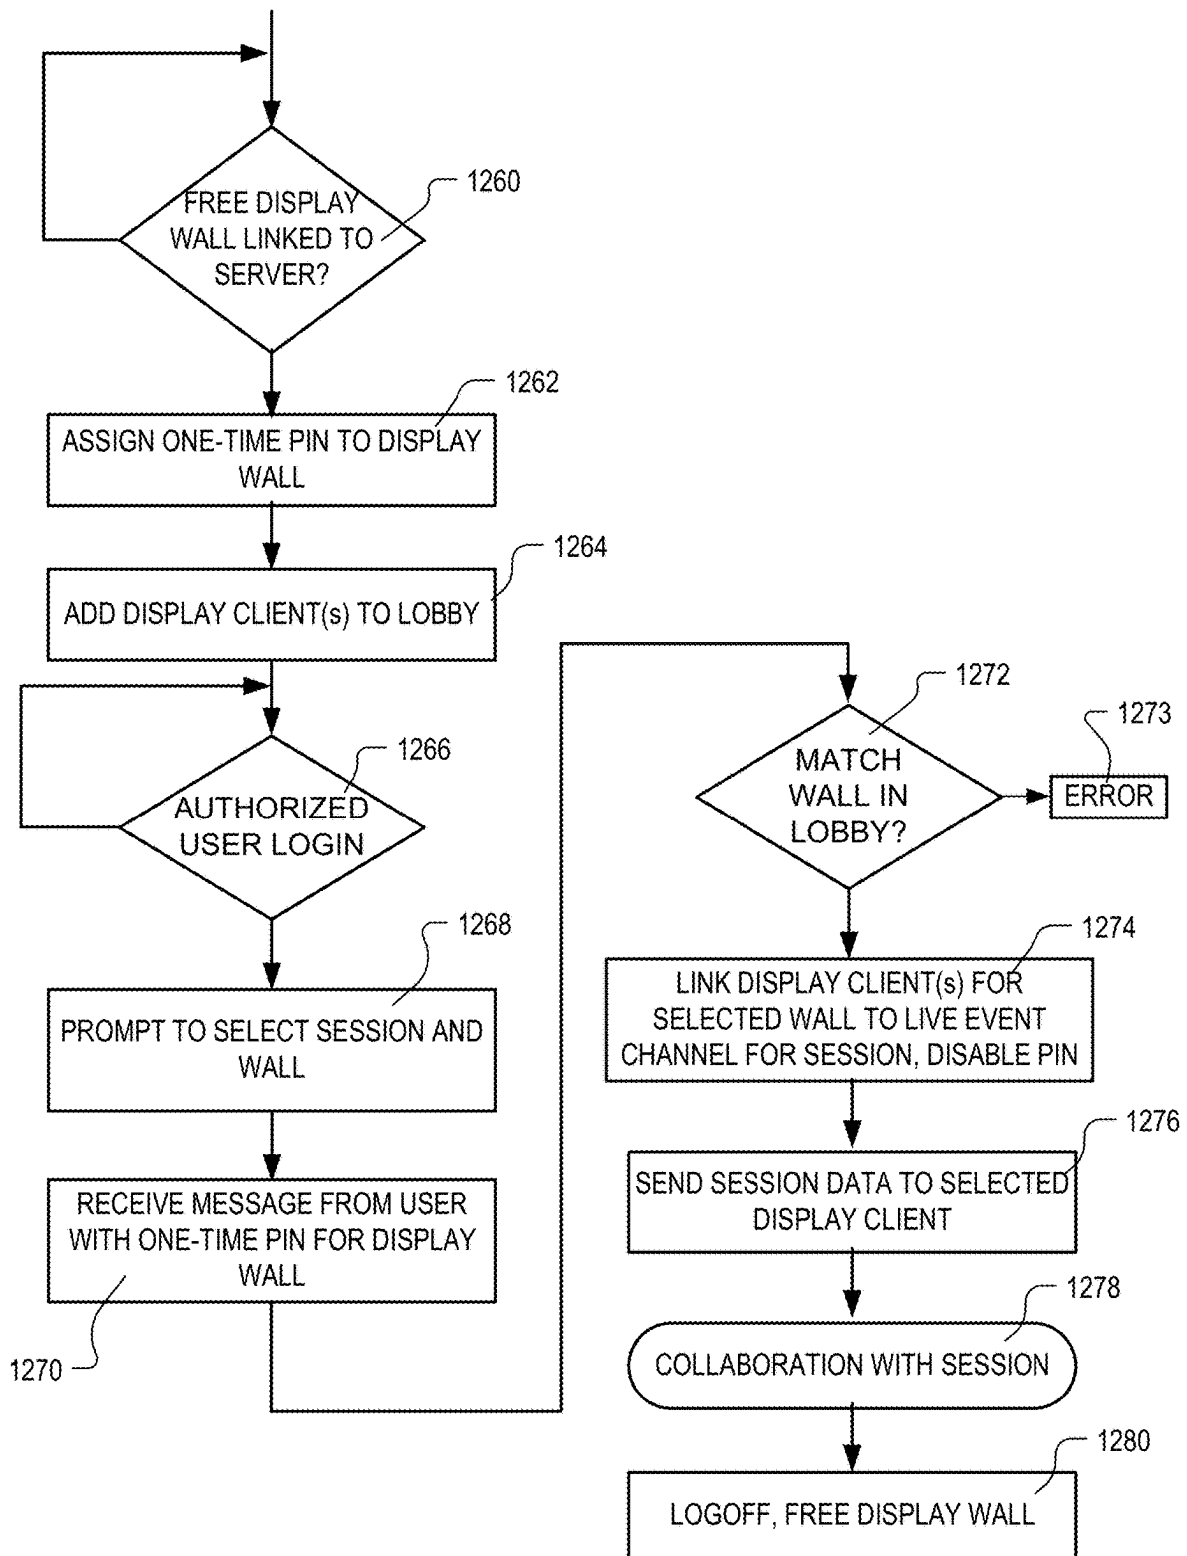 FREE DISPLAY
WALL LINKED TO
SERVER?
1260
1262
ASSIGN ONE-TIME PIN TO DISPLAY
WALL
1264
ADD DISPLAY CLIENT(s) TO LOBBY
1266
AUTHORIZED
USER LOGIN
1268
PROMPT TO SELECT SESSION AND
WALL
RECEIVE MESSAGE FROM USER
WITH ONE-TIME PIN FOR DISPLAY
WALL
1270
1272
MATCH
WALL IN
LOBBY?
1273
ERROR
1274
LINK DISPLAY CLIENT(s) FOR
SELECTED WALL TO LIVE EVENT
CHANNEL FOR SESSION, DISABLE PIN
1276
SEND SESSION DATA TO SELECTED
DISPLAY CLIENT
1278
COLLABORATION WITH SESSION
1280
LOGOFF, FREE DISPLAY WALL